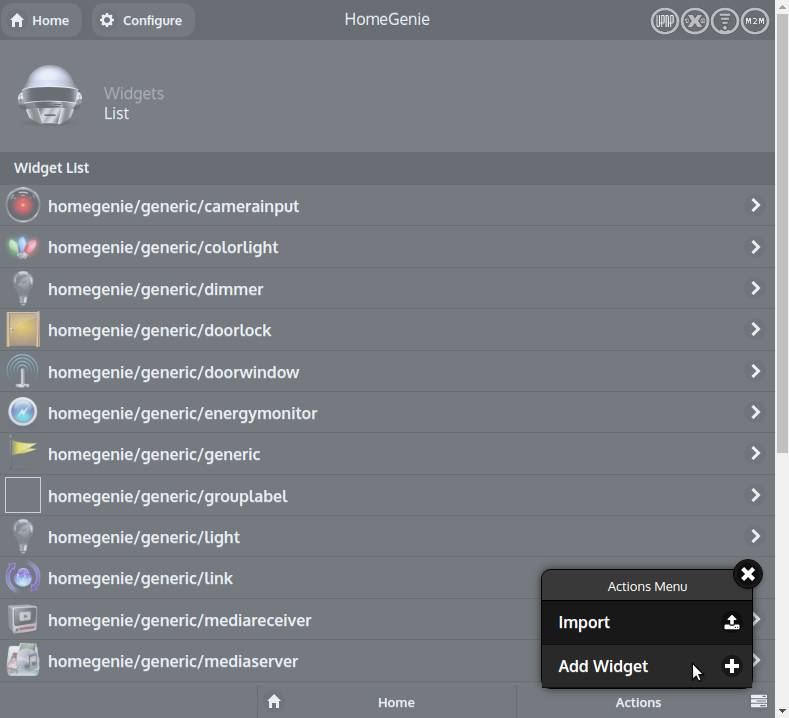 Home
Configure
HomeGenie
UPNP
X
M2M
Widgets
List
Widget List
homegenie/generic/camerainput
homegenie/generic/colorlight
homegenie/generic/dimmer
homegenie/generic/doorlock
homegenie/generic/doorwindow
homegenie/generic/energymonitor
homegenie/generic/generic
homegenie/generic/grouplabel
homegenie/generic/light
homegenie/generic/link
homegenie/generic/mediareceiver
homegenie/generic/mediaserver
Actions Menu
Import
Add Widget
Home
Actions